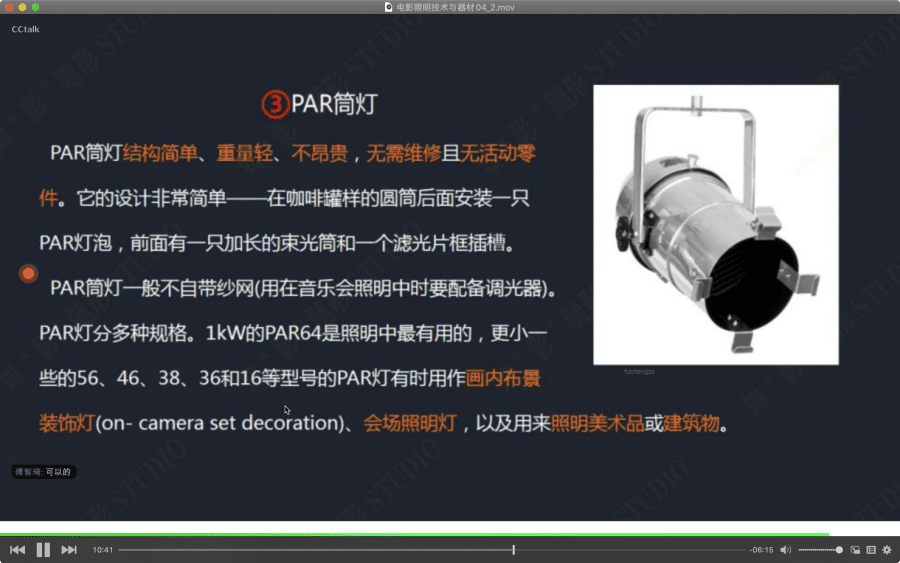 电影照明技术与器材04_2.mov
CCtalk
③PAR筒灯
PAR筒灯结构简单、重量轻、不昂贵，无需维修且无活动零
件。它的设计非常简单——在咖啡罐样的圆筒后面安装一只
PAR灯泡，前面有一只加长的束光筒和一个滤光片框插槽。
PAR筒灯一般不自带纱网(用在音乐会照明中时要配备调光器)。
PAR灯分多种规格。1kW的PAR64是照明中最有用的，更小一
些的56、46、38、36和16等型号的PAR灯有时用作画内布景
装饰灯(on- camera set decoration)、会场照明灯，以及用来照明美术品或建筑物。
傅智琦: 可以的
10:41
-06:15